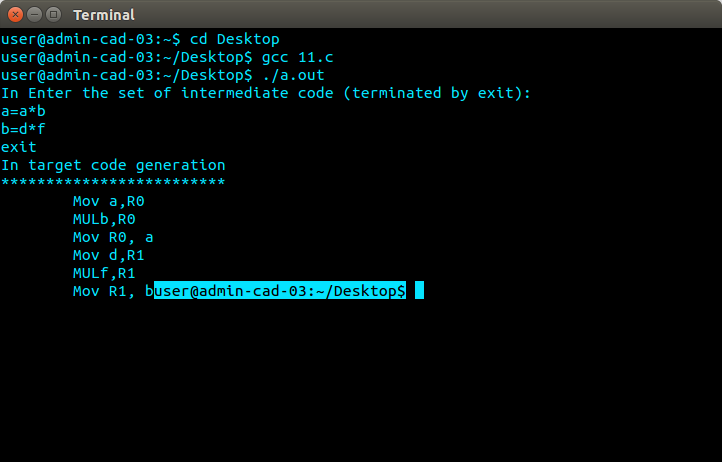 Terminal
user@admin-cad-03:~$ cd Desktop
user@admin-cad-03:~/Desktop$ gcc 11.c
user@admin-cad-03:~/Desktop$ ./a.out
In Enter the set of intermediate code (terminated by exit):
a=a*b
b=d*f
exit
In target code generation
*************************
        Mov a,R0
        MULb,R0
        Mov R0, a
        Mov d,R1
        MULf,R1
        Mov R1, buser@admin-cad-03:~/Desktop$